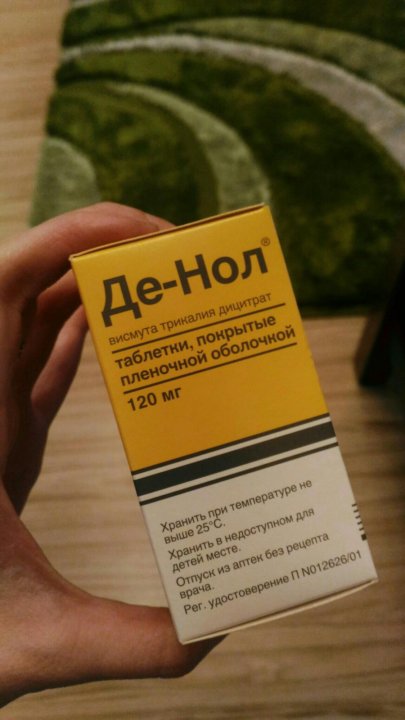 Де-Нол®
висмута трикалия дицитрат
таблетки, покрытые
пленочной оболочкой
120 мг
Хранить при температуре не
выше 25°С.
Хранить в недоступном для
детей месте.
Отпуск из аптек без рецепта
врача.
Рег. удостоверение П N012626/01